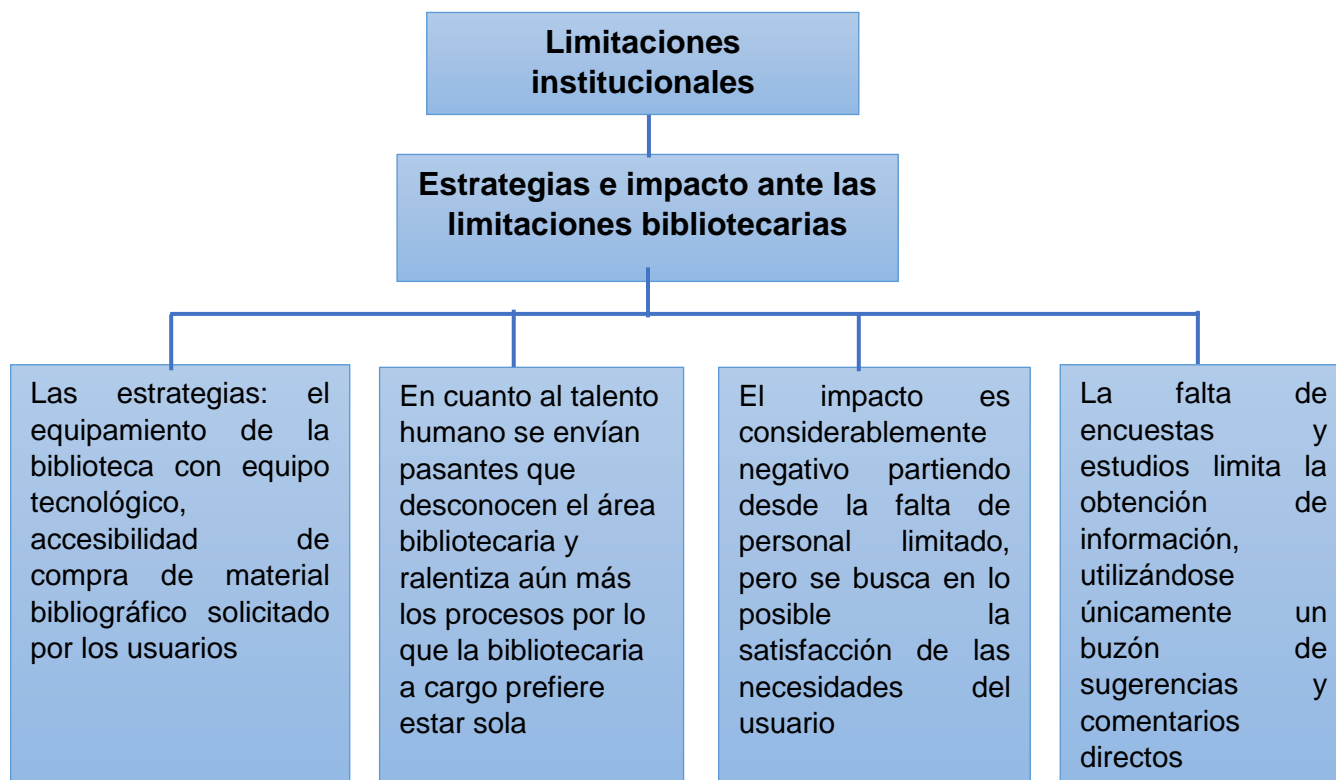 Limitaciones
institucionales
Estrategias e impacto ante las
limitaciones bibliotecarias
Las estrategias: el
equipamiento de la
biblioteca con equipo
tecnológico,
accesibilidad de
compra de material
bibliográfico solicitado
por los usuarios
En cuanto al talento
humano se envían
pasantes que
desconocen el área
bibliotecaria y
ralentiza aún más
los procesos por lo
que la bibliotecaria
a cargo prefiere
estar sola
El impacto es
considerablemente
negativo partiendo
desde la falta de
personal limitado,
pero se busca en lo
posible la
satisfacción de las
necesidades del
usuario
La falta de
encuestas y
estudios limita la
obtención de
información,
utilizándose
únicamente un
buzón de
sugerencias y
comentarios
directos